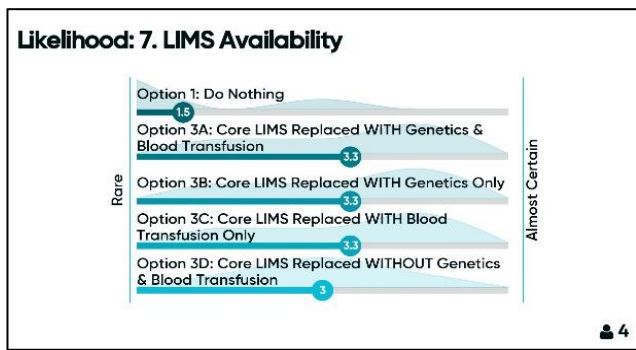 Likelihood: 7. LIMS Availability
Option 1: Do Nothing
1.5
Option 3A: Core LIMS Replaced WITH Genetics &
Blood Transfusion
3.3
Option 3B: Core LIMS Replaced WITH Genetics Only
3.3
Option 3C: Core LIMS Replaced WITH Blood
Transfusion Only
3.3
Option 3D: Core LIMS Replaced WITHOUT Genetics
& Blood Transfusion
3
Rare
Almost Certain
4